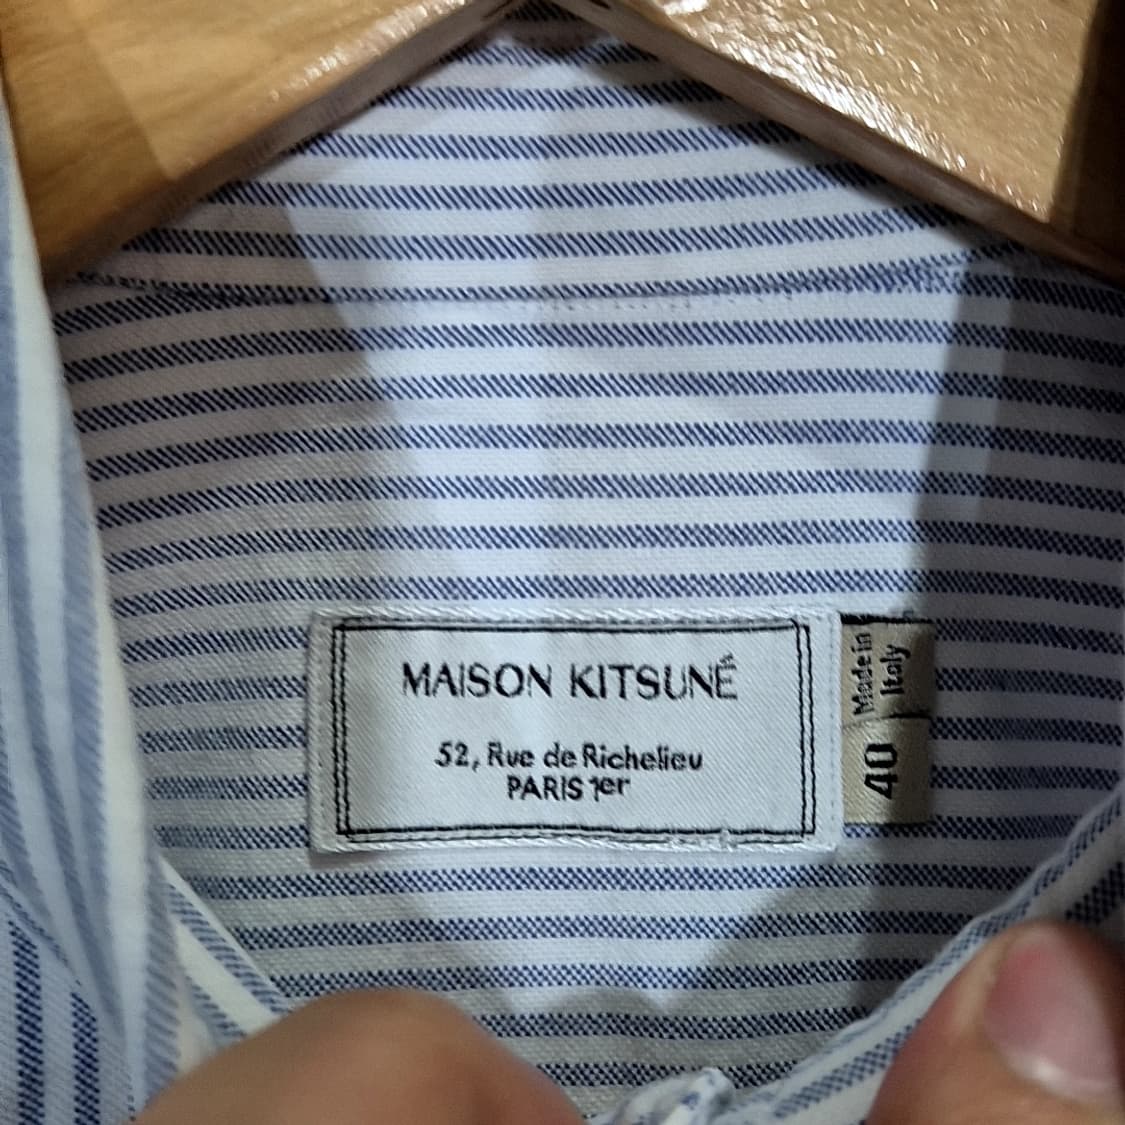 MAISON KITSUNÉ
52, Rue de Richelieu
PARIS 1er
Made in
Italy
40